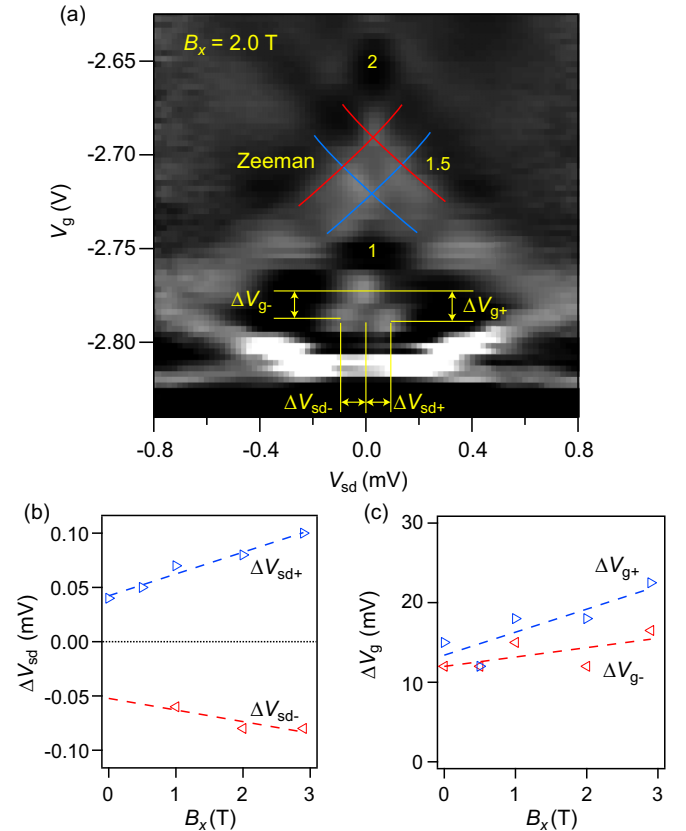 (a)
Bx = 2.0 T
2
Zeeman
1.5
1
ΔVg-
ΔVg+
ΔVsd-
ΔVsd+
-2.65
-2.70
-2.75
-2.80
Vg (V)
-0.8
-0.4
0.0
0.4
0.8
Vsd (mV)
(b)
0.10
0.05
0.00
-0.05
-0.10
ΔVsd (mV)
ΔVsd+
ΔVsd-
0
1
2
3
Bx(T)
(c)
30
20
10
0
ΔVg (mV)
ΔVg+
ΔVg-
0
1
2
3
Bx(T)